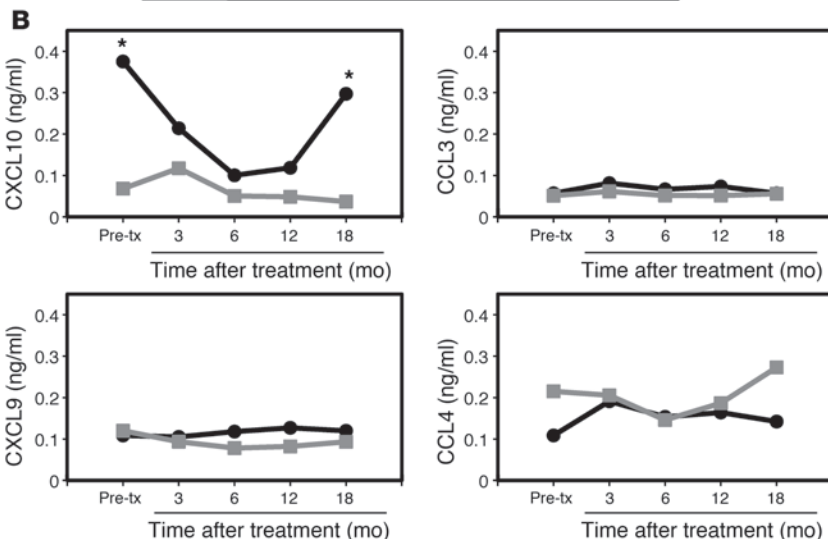 B
CXCL10 (ng/ml)
0.4
0.3
0.2
0.1
0
*
*
Pre-tx 3 6 12 18
Time after treatment (mo)
CCL3 (ng/ml)
0.4
0.3
0.2
0.1
0
Pre-tx 3 6 12 18
Time after treatment (mo)
CXCL9 (ng/ml)
0.4
0.3
0.2
0.1
0
Pre-tx 3 6 12 18
Time after treatment (mo)
CCL4 (ng/ml)
0.4
0.3
0.2
0.1
0
Pre-tx 3 6 12 18
Time after treatment (mo)